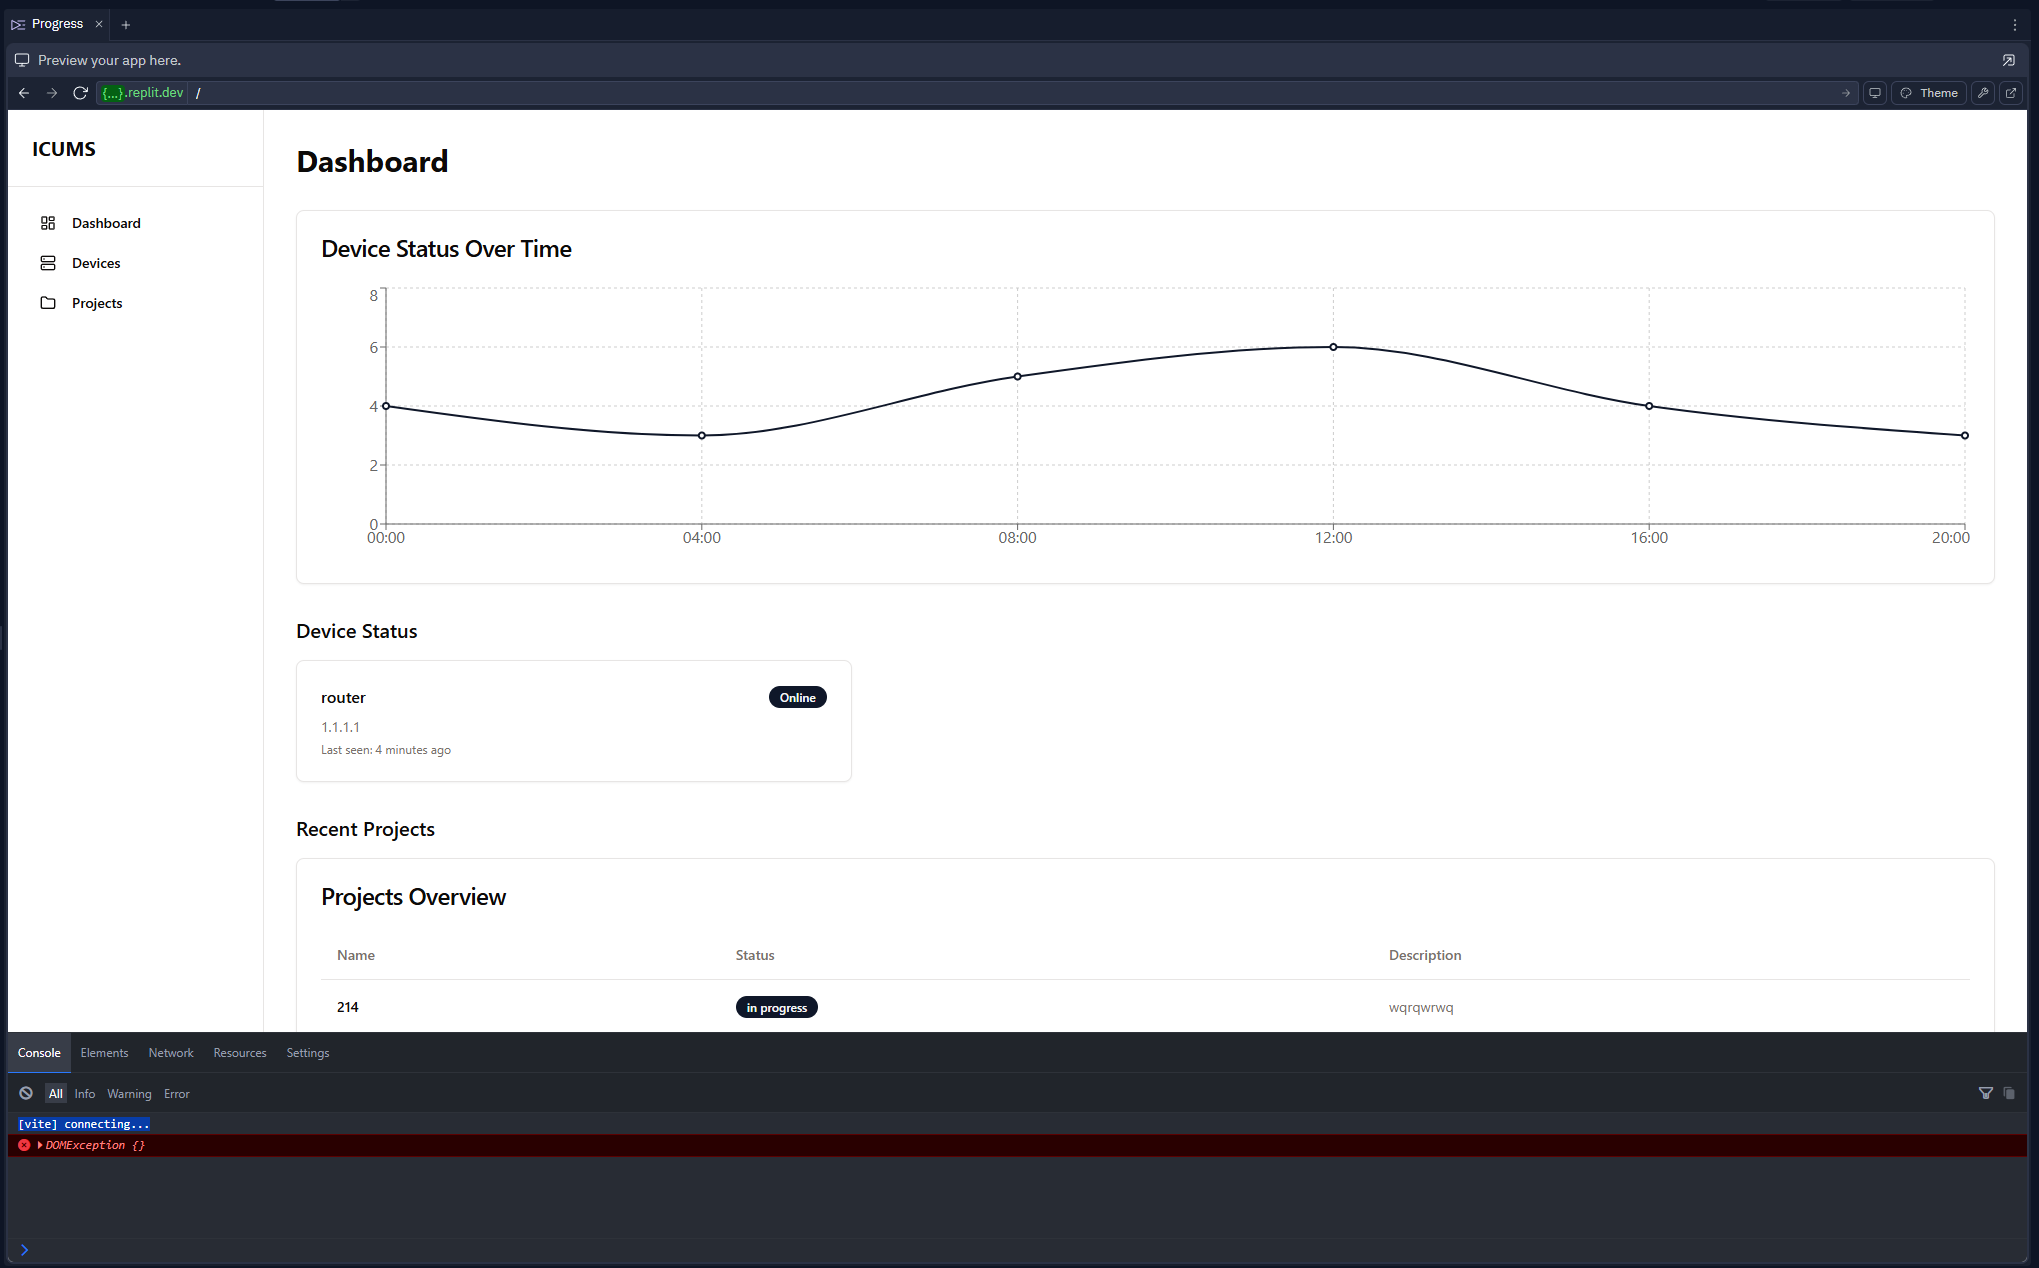 Progress
Preview your app here.
{...}.replit.dev /
Theme
ICUMS
Dashboard
Devices
Projects
Dashboard
Device Status Over Time
8
6
4
2
0
00:00 04:00 08:00 12:00 16:00 20:00
Device Status
router Online
1.1.1.1
Last seen: 4 minutes ago
Recent Projects
Projects Overview
Name Status Description
214 in progress wqrqwrwq
Console Elements Network Resources Settings
All Info Warning Error
[vite] connecting...
DOMException {}